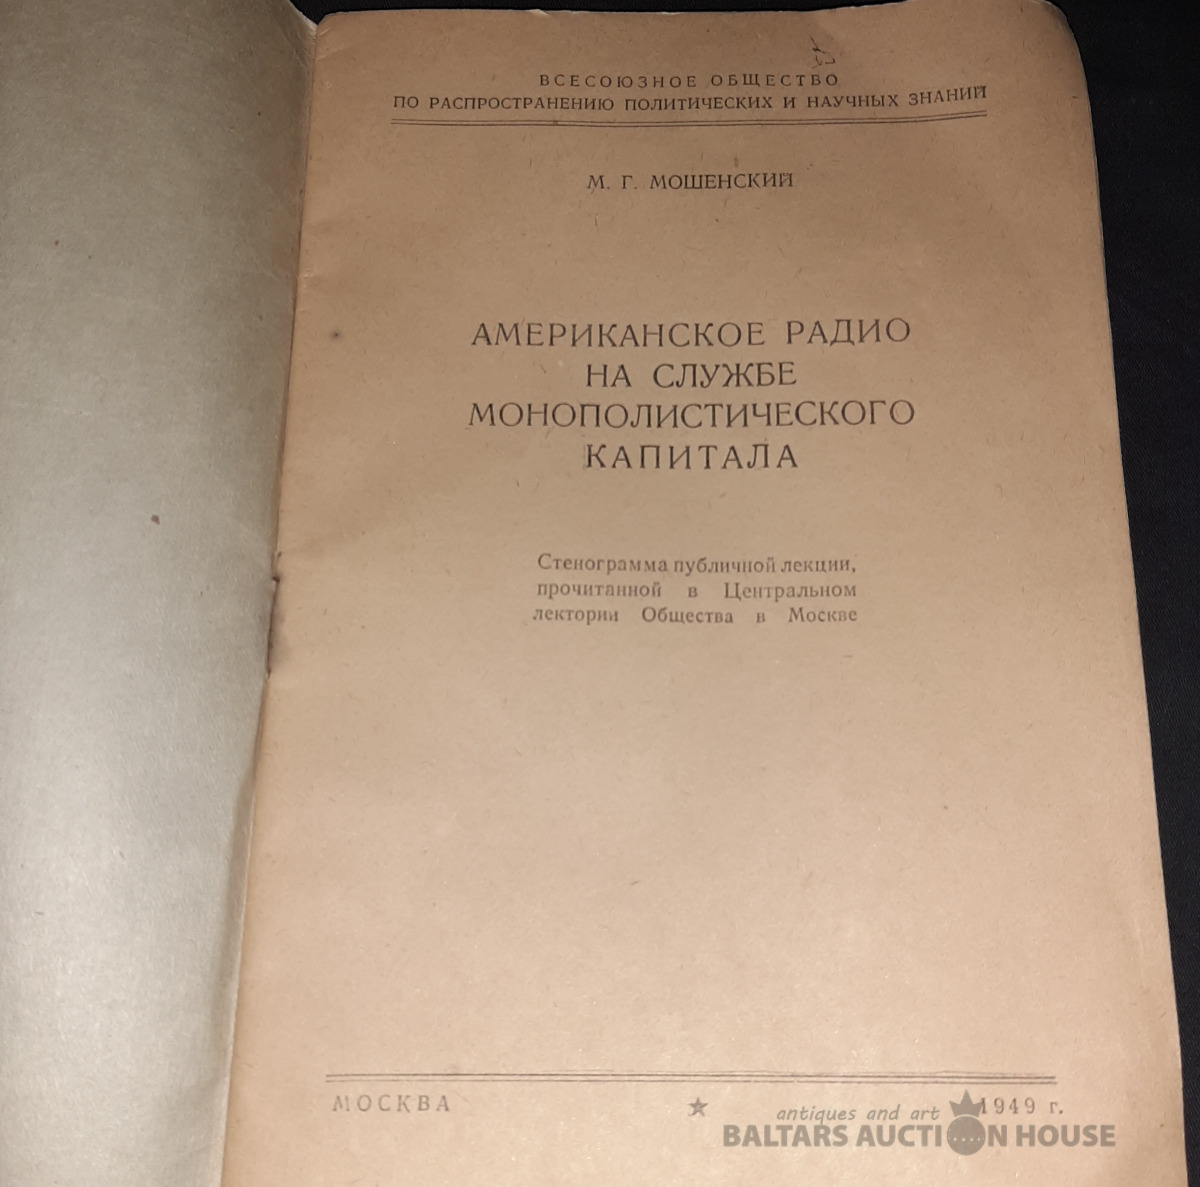 ВСЕСОЮЗНОЕ ОБЩЕСТВО
ПО РАСПРОСТРАНЕНИЮ ПОЛИТИЧЕСКИХ И НАУЧНЫХ ЗНАНИЙ
М. Г. МОШЕНСКИЙ
АМЕРИКАНСКОЕ РАДИО
НА СЛУЖБЕ
МОНОПОЛИСТИЧЕСКОГО
КАПИТАЛА
Стенограмма публичной лекции,
прочитанной в Центральном
лектории Общества в Москве
МОСКВА ★ 1949 г.
antiques and art
BALTARS AUCTION HOUSE